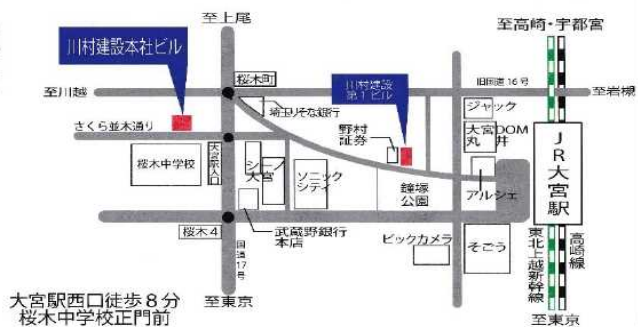 至上尾
至高崎・宇都宮
川村建設本社ビル
桜木町
川村建設
第1ビル
旧国道16号
至川越
至岩槻
埼玉りそな銀行
ジャック
さくら並木通り
野村
証券
大宮DOM
丸井
JR大宮駅
桜木中学校
大宮駅入口
シーノ
大宮
ソニック
シティ
鐘塚
公園
アルシェ
桜木4
国道17号
武蔵野銀行
本店
ビックカメラ
そごう
東北上越新幹線
高崎線
大宮駅西口徒歩8分
桜木中学校正門前
至東京
至東京